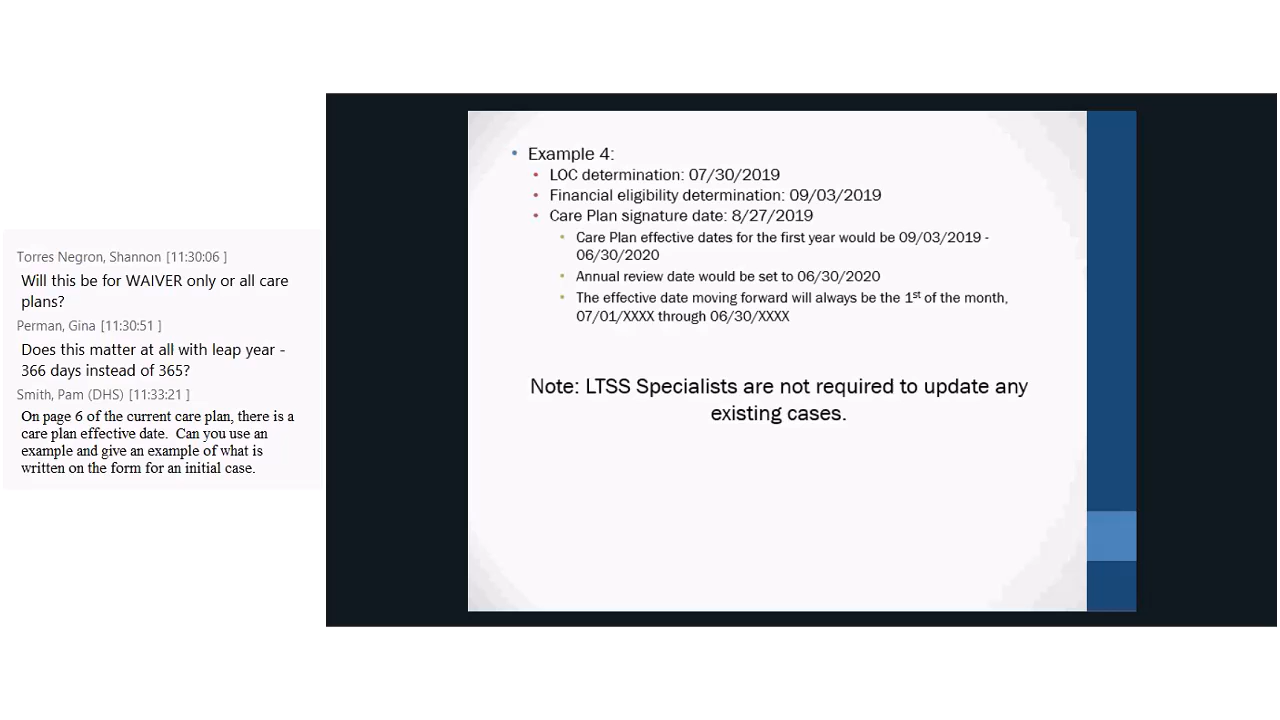 Torres Negron, Shannon [11:30:06 ]
Will this be for WAIVER only or all care
plans?
Perman, Gina [11:30:51 ]
Does this matter at all with leap year -
366 days instead of 365?
Smith, Pam (DHS) [11:33:21 ]
On page 6 of the current care plan, there is a
care plan effective date.  Can you use an
example and give an example of what is
written on the form for an initial case.
• Example 4:
• LOC determination: 07/30/2019
• Financial eligibility determination: 09/03/2019
• Care Plan signature date: 8/27/2019
• Care Plan effective dates for the first year would be 09/03/2019 -
06/30/2020
• Annual review date would be set to 06/30/2020
• The effective date moving forward will always be the 1st of the month,
07/01/XXXX through 06/30/XXXX
Note: LTSS Specialists are not required to update any
existing cases.